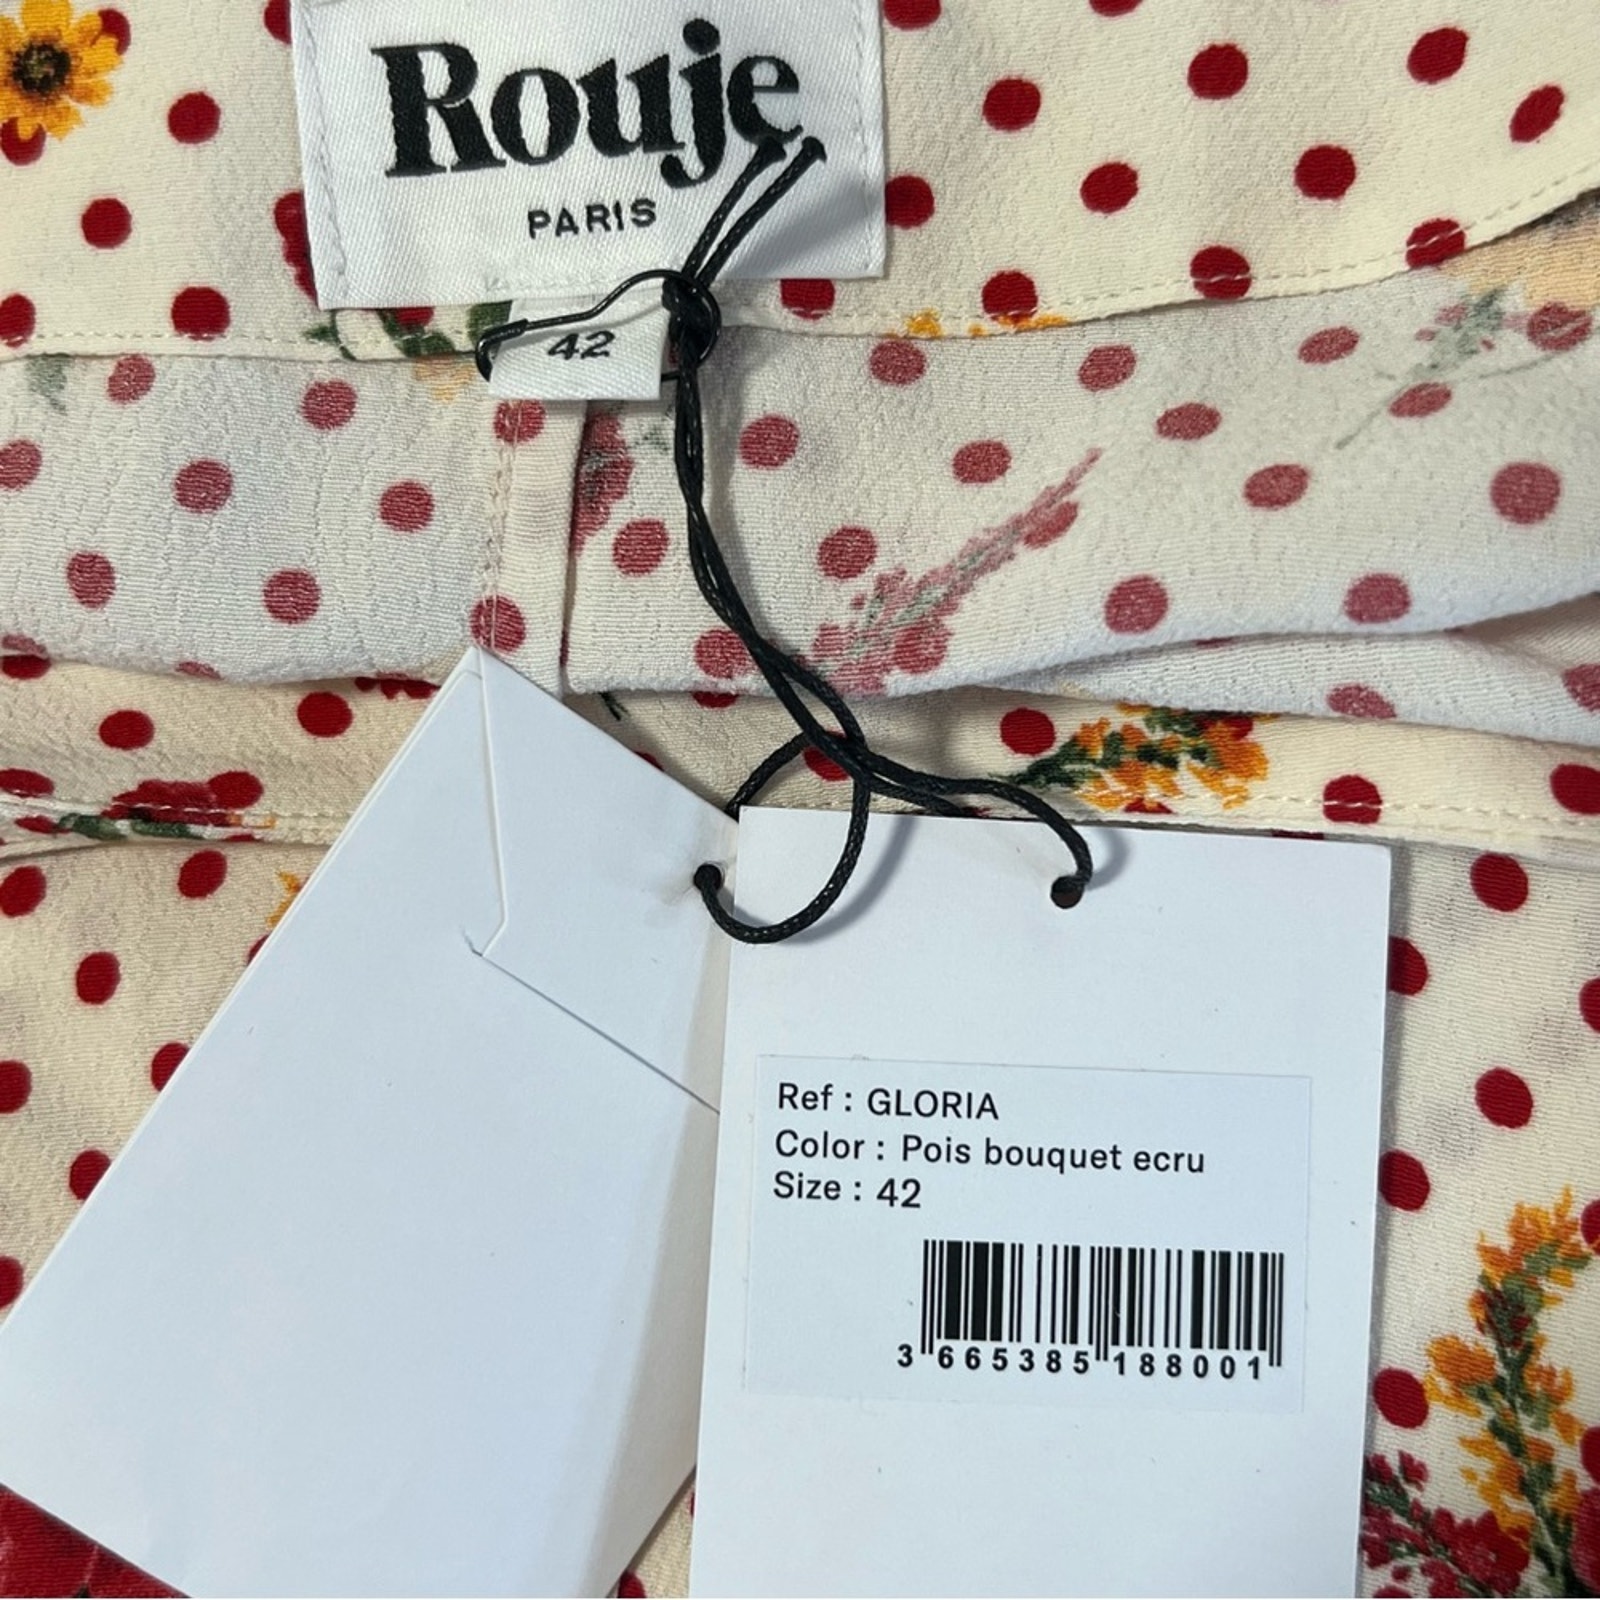 Rouje
PARIS
42
Ref : GLORIA
Color : Pois bouquet ecru
Size : 42
3 665385 188001